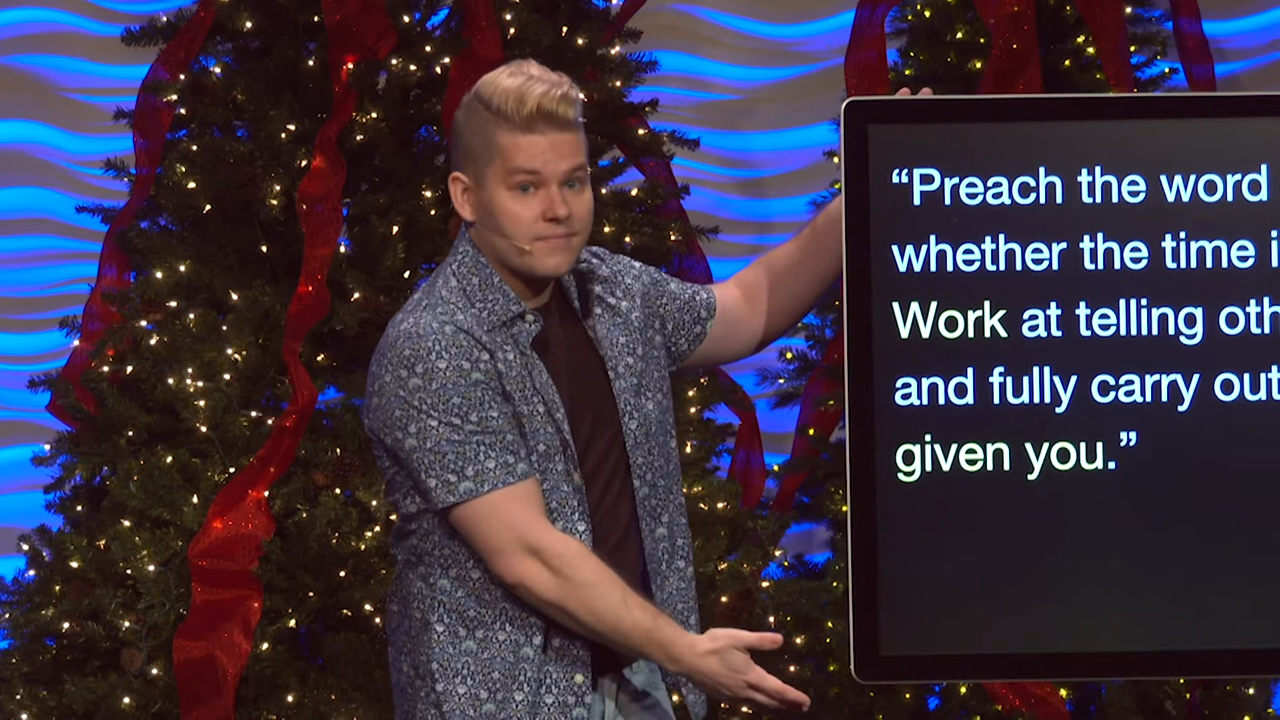 “Preach the word
whether the time i
Work at telling oth
and fully carry out
given you.”